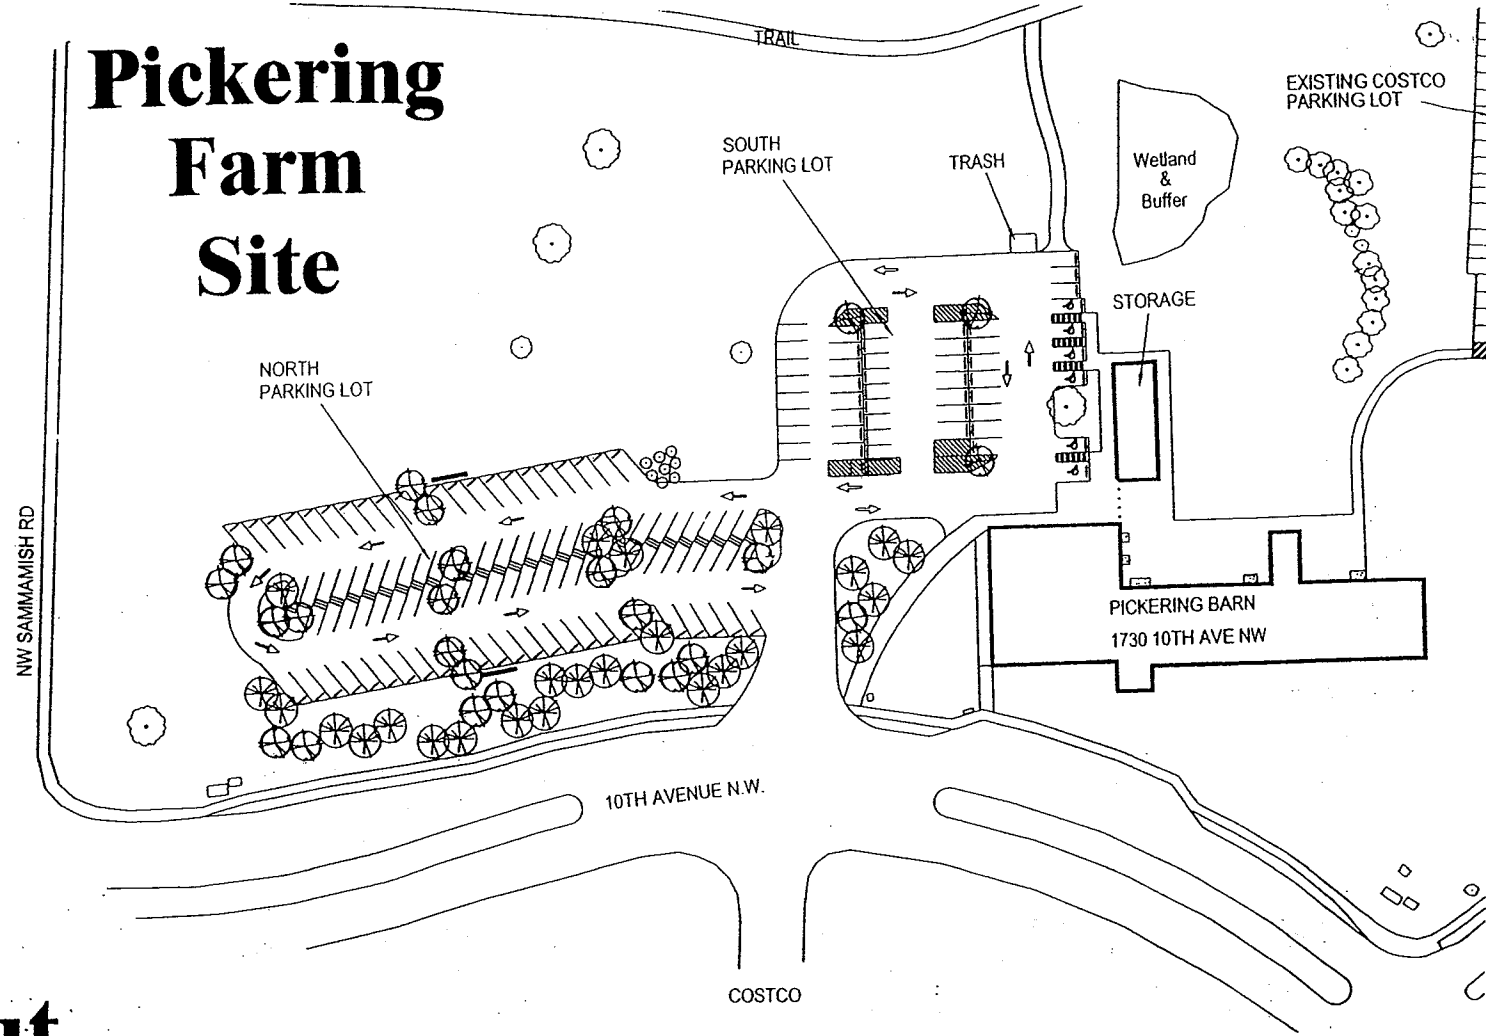 Pickering
Farm
Site
TRAIL
EXISTING COSTCO
PARKING LOT
SOUTH
PARKING LOT
TRASH
Wetland
&
Buffer
STORAGE
NORTH
PARKING LOT
NW SAMMAMISH RD
PICKERING BARN
1730 10TH AVE NW
10TH AVENUE N.W.
COSTCO